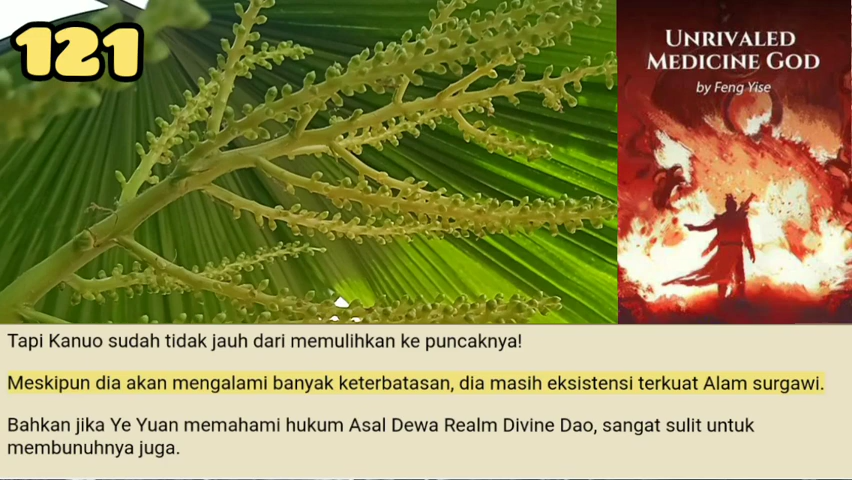 121
UNRIVALED
MEDICINE GOD
by Feng Yise
Tapi Kanuo sudah tidak jauh dari memulihkan ke puncaknya!
Meskipun dia akan mengalami banyak keterbatasan, dia masih eksistensi terkuat Alam surgawi.
Bahkan jika Ye Yuan memahami hukum Asal Dewa Realm Divine Dao, sangat sulit untuk
membunuhnya juga.